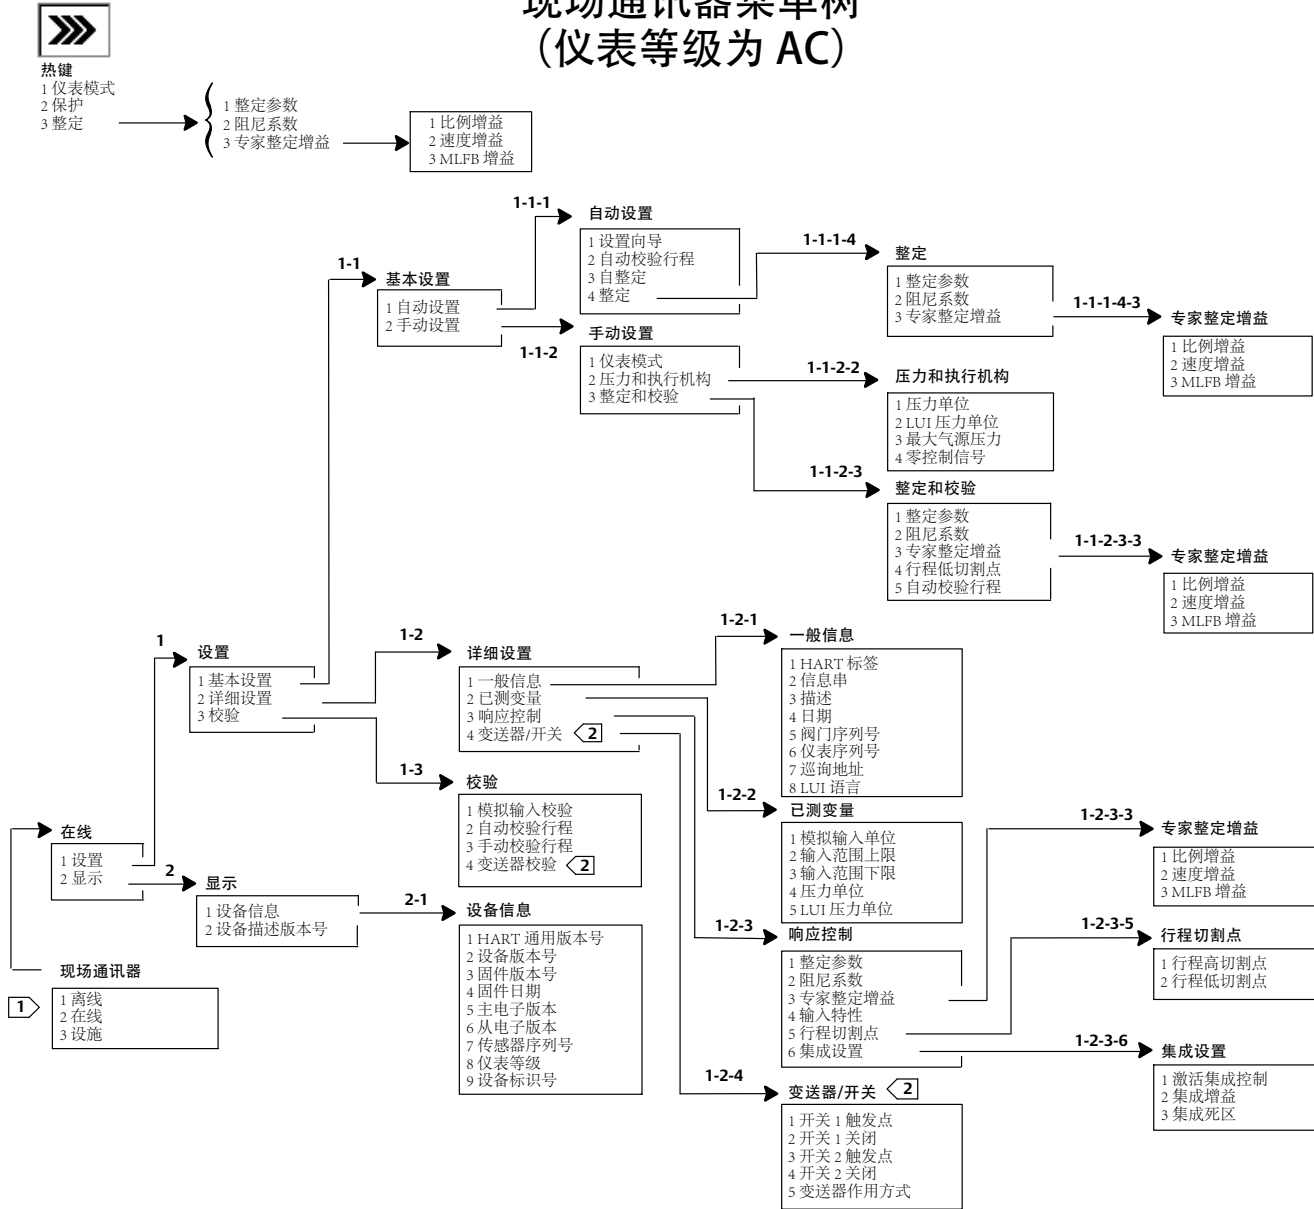 现场通讯器菜单树
（仪表等级为 AC）
热键
1 仪表模式
2 保护
3 整定
1 整定参数
2 阻尼系数
3 专家整定增益
1 比例增益
2 速度增益
3 MLFB 增益
1-1-1
自动设置
1 设置向导
2 自动校验行程
3 自整定
4 整定
1-1-1-4
整定
1 整定参数
2 阻尼系数
3 专家整定增益
1-1-1-4-3
专家整定增益
1 比例增益
2 速度增益
3 MLFB 增益
1-1
基本设置
1 自动设置
2 手动设置
1-1-2
手动设置
1 仪表模式
2 压力和执行机构
3 整定和校验
1-1-2-2
压力和执行机构
1 压力单位
2 LUI 压力单位
3 最大气源压力
4 零控制信号
1-1-2-3
整定和校验
1 整定参数
2 阻尼系数
3 专家整定增益
4 行程低切割点
5 自动校验行程
1-1-2-3-3
专家整定增益
1 比例增益
2 速度增益
3 MLFB 增益
1
设置
1 基本设置
2 详细设置
3 校验
1-2
详细设置
1 一般信息
2 已测变量
3 响应控制
4 变送器/开关 2
1-2-1
一般信息
1 HART 标签
2 信息串
3 描述
4 日期
5 阀门序列号
6 仪表序列号
7 巡询地址
8 LUI 语言
1-3
校验
1 模拟输入校验
2 自动校验行程
3 手动校验行程
4 变送器校验 2
1-2-2
已测变量
1 模拟输入单位
2 输入范围上限
3 输入范围下限
4 压力单位
5 LUI 压力单位
1-2-3-3
专家整定增益
1 比例增益
2 速度增益
3 MLFB 增益
在线
1 设置
2 显示
2
显示
1 设备信息
2 设备描述版本号
2-1
设备信息
1 HART 通用版本号
2 设备版本号
3 固件版本号
4 固件日期
5 主电子版本
6 从电子版本
7 传感器序列号
8 仪表等级
9 设备标识号
1-2-3
响应控制
1 整定参数
2 阻尼系数
3 专家整定增益
4 输入特性
5 行程切割点
6 集成设置
1-2-3-5
行程切割点
1 行程高切割点
2 行程低切割点
现场通讯器
1
1 离线
2 在线
3 设施
1-2-3-6
集成设置
1 激活集成控制
2 集成增益
3 集成死区
1-2-4
变送器/开关 2
1 开关 1 触发点
2 开关 1 关闭
3 开关 2 触发点
4 开关 2 关闭
5 变送器作用方式